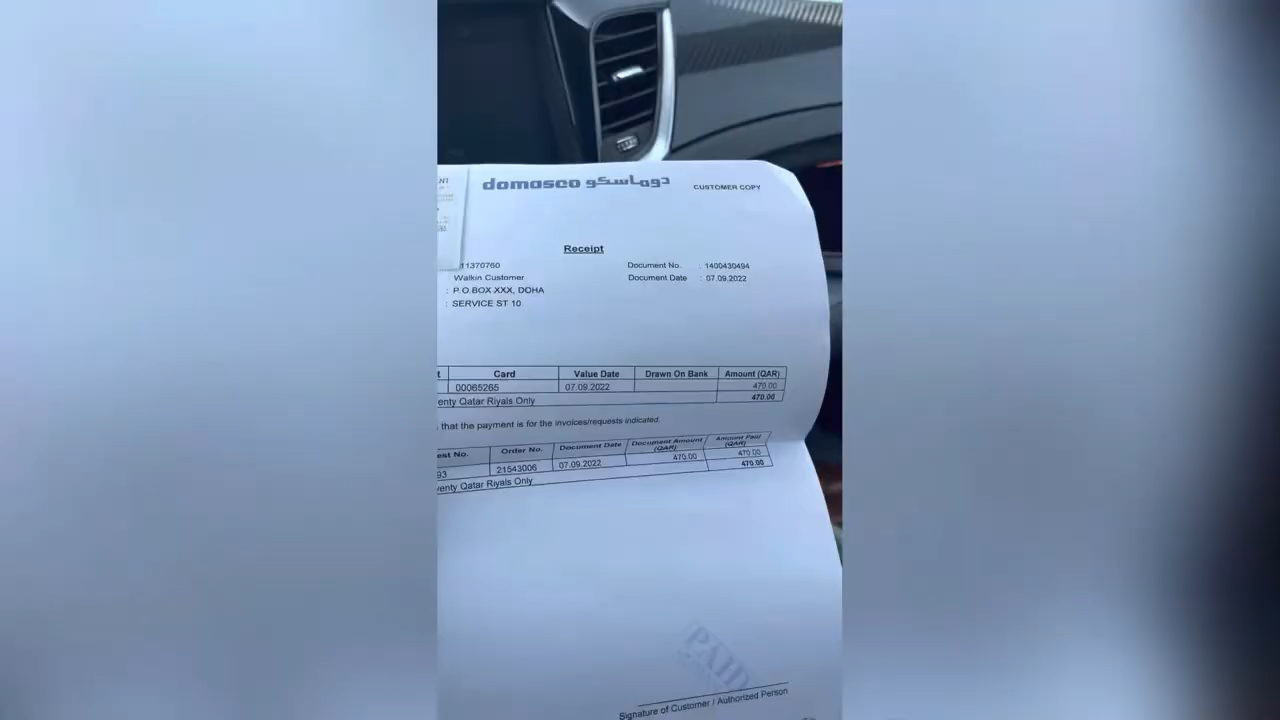 domasco دوماسكو CUSTOMER COPY
Receipt
11370760 Document No. : 1400430494
Walkin Customer Document Date : 07.09.2022
: P.O.BOX XXX, DOHA
: SERVICE ST 10
t Card Value Date Drawn On Bank Amount (QAR)
00065265 07.09.2022 470.00
enty Qatar Riyals Only 470.00
that the payment is for the invoices/requests indicated.
est No. Order No. Document Date Document Amount (QAR) Amount Paid (QAR)
93 21543006 07.09.2022 470.00 470.00
venty Qatar Riyals Only 470.00
PAID
Signature of Customer / Authorized Person